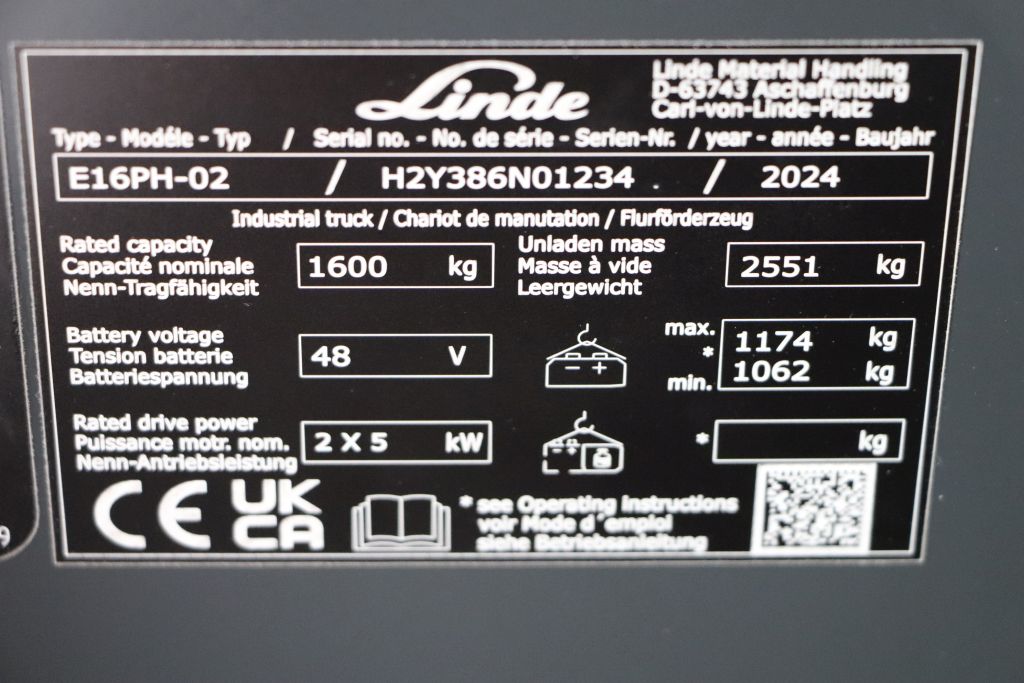 Linde
Linde Material Handling
D-63743 Aschaffenburg
Carl-von-Linde-Platz
Type - Modéle - Typ / Serial no. - No. de série - Serien-Nr. / year - année - Baujahr
E16PH-02 / H2Y386N01234 . / 2024
Industrial truck / Chariot de manutation / Flurförderzeug
Rated capacity
Capacité nominale
Nenn-Tragfähigkeit
1600 kg
Unladen mass
Masse à vide
Leergewicht
2551 kg
Battery voltage
Tension batterie
Batteriespannung
48 V
- +
max. 1174 kg
*
min. 1062 kg
Rated drive power
Puissance motr. nom.
Nenn-Antriebsleistung
2 X 5 kW
- +
* kg
CE
UK
CA
* see Operating instructions
voir Mode d´emploi
siehe Betriebsanleitung
9